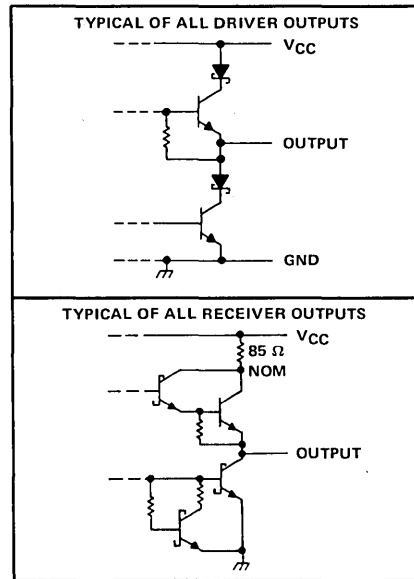 TYPICAL OF ALL DRIVER OUTPUTS
VCC
OUTPUT
GND
TYPICAL OF ALL RECEIVER OUTPUTS
VCC
85 Ω
NOM
OUTPUT